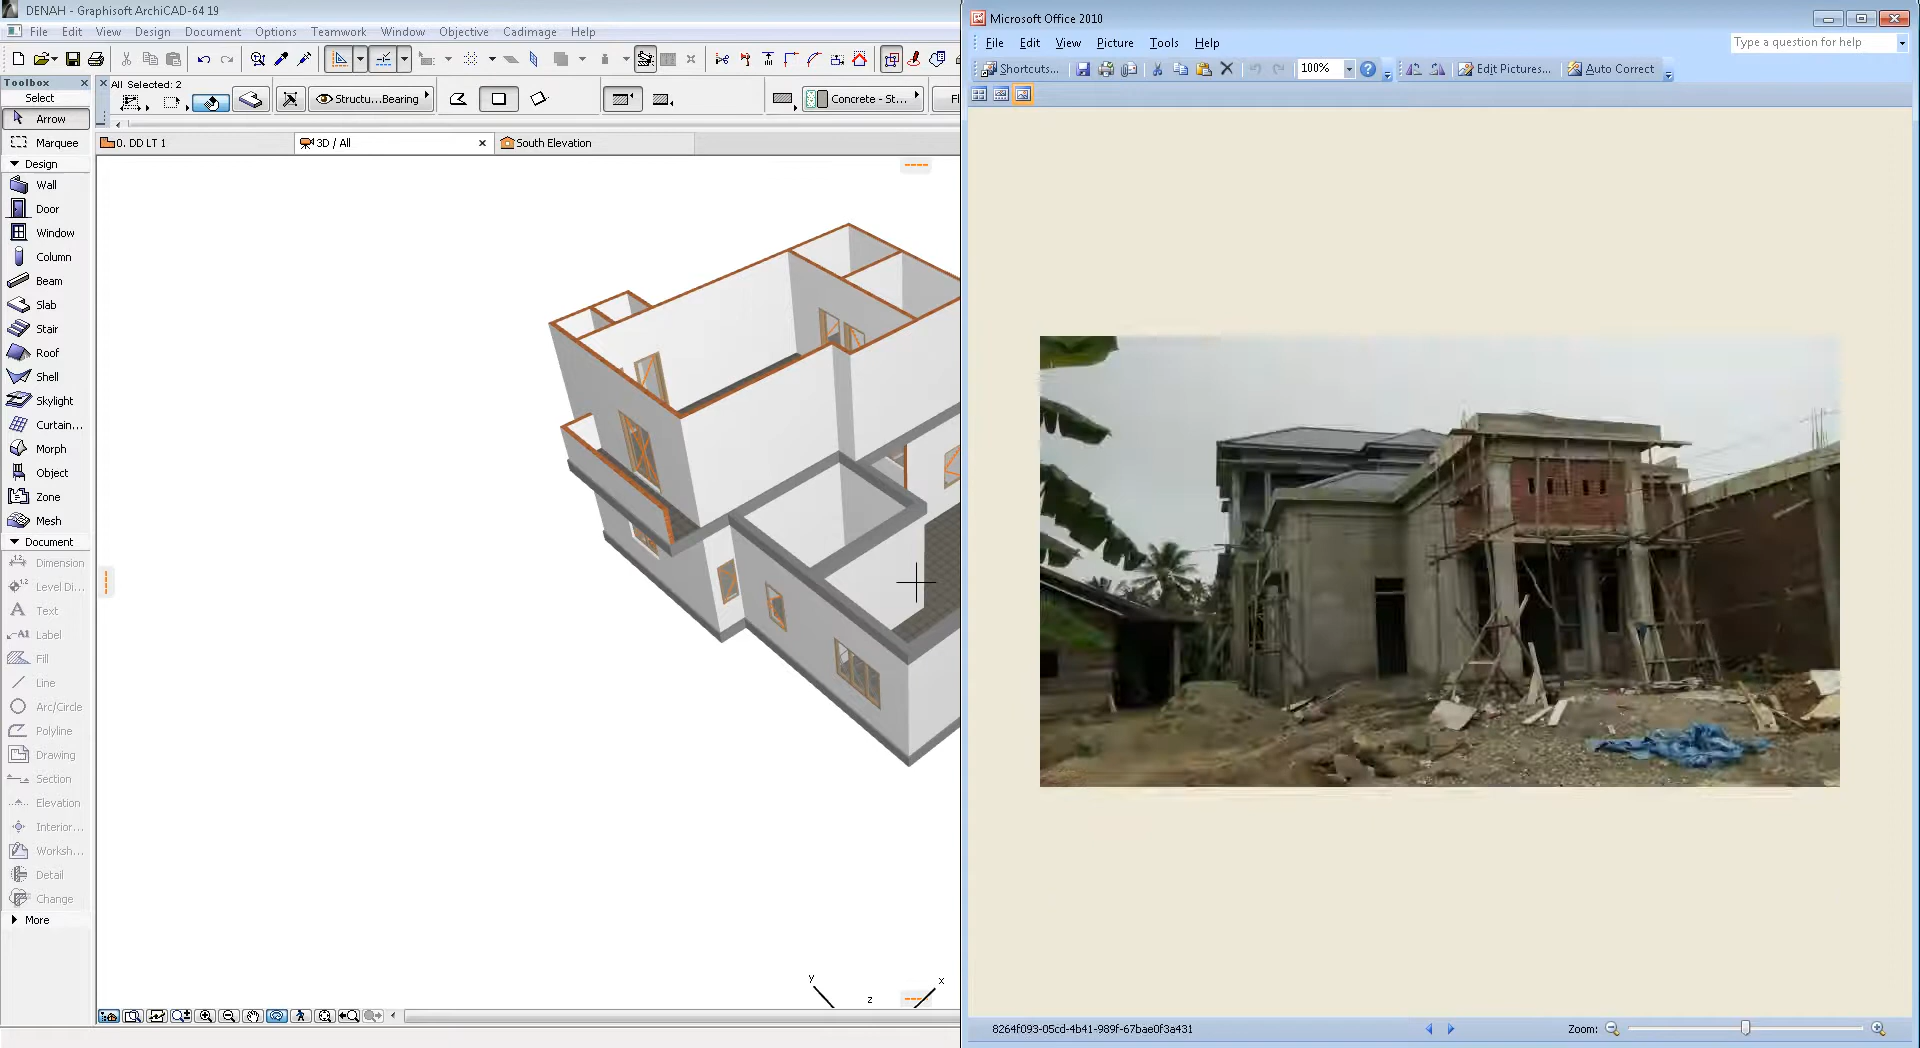 DENAH - Graphisoft ArchiCAD-64 19
File Edit View Design Document Options Teamwork Window Objective Cadimage Help
Toolbox
All Selected: 2
Select
Structu...Bearing
Concrete - St...
Fl
Arrow
Marquee
0. DD LT 1
3D / All
South Elevation
Design
Wall
Door
Window
Column
Beam
Slab
Stair
Roof
Shell
Skylight
Curtain...
Morph
Object
Zone
Mesh
Document
Dimension
Level Di...
Text
Label
Fill
Line
Arc/Circle
Polyline
Drawing
Section
Elevation
Interior...
Worksh...
Detail
Change
More
y
x
z
Microsoft Office 2010
File Edit View Picture Tools Help
Type a question for help
Shortcuts...
100%
Edit Pictures...
Auto Correct
8264f093-05cd-4b41-989f-67bae0f3a431
Zoom: